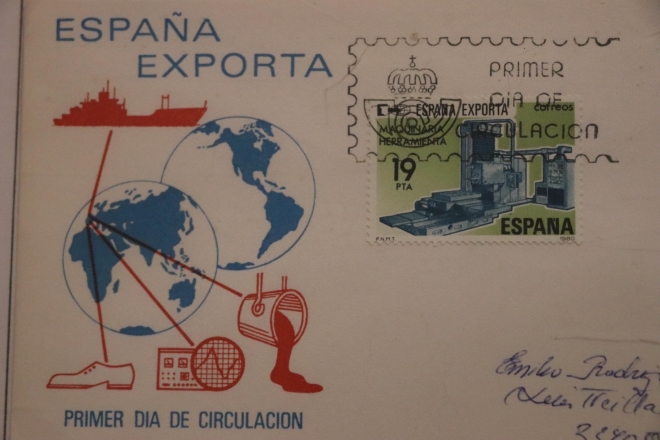 ESPAÑA
EXPORTA
PRIMER
DIA DE
CIRCULACION
ESPAÑA EXPORTA
correos
MAQUINARIA
HERRAMIENTA
19
PTA
ESPAÑA
F.N.M.T.
1980
Emilio
PRIMER DIA DE CIRCULACION